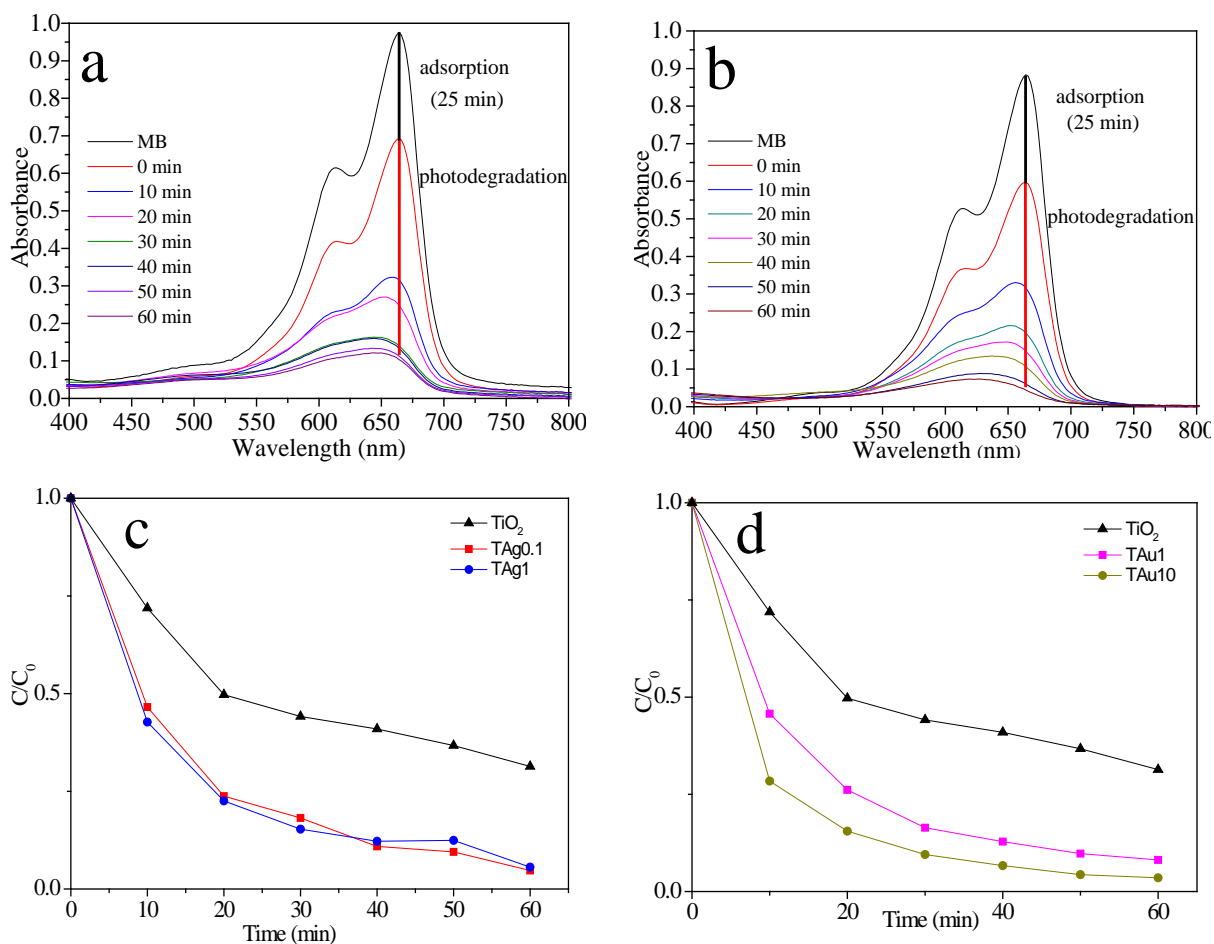 a
1.0
0.9
0.8
0.7
0.6
0.5
0.4
0.3
0.2
0.1
0.0
Absorbance
adsorption
(25 min)
photodegradation
MB
0 min
10 min
20 min
30 min
40 min
50 min
60 min
400 450 500 550 600 650 700 750 800
Wavelength (nm)
b
1.0
0.9
0.8
0.7
0.6
0.5
0.4
0.3
0.2
0.1
0.0
Absorbance
adsorption
(25 min)
photodegradation
MB
0 min
10 min
20 min
30 min
40 min
50 min
60 min
400 450 500 550 600 650 700 750 800
Wavelength (nm)
c
1.0
0.5
0.0
C/C₀
TiO₂
TAg0.1
TAg1
0 10 20 30 40 50 60
Time (min)
d
1.0
0.5
0.0
C/C₀
TiO₂
TAu1
TAu10
0 20 40 60
Time (min)